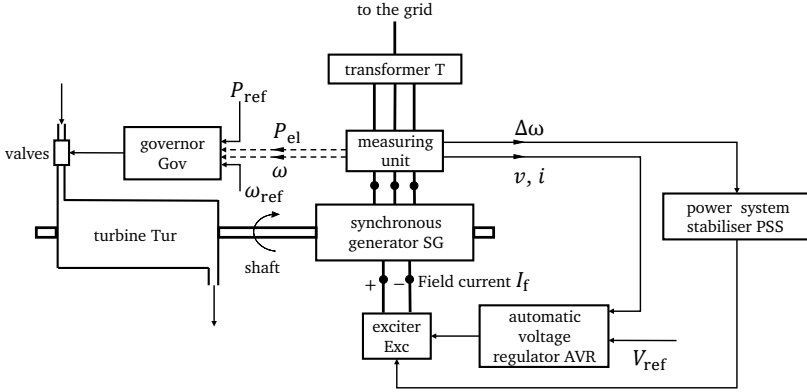 to the grid
transformer T
P_ref
valves
governor
Gov
P_el
ω
ω_ref
measuring
unit
Δω
v, i
turbine Tur
shaft
synchronous
generator SG
power system
stabiliser PSS
+
−
Field current I_f
exciter
Exc
automatic
voltage
regulator AVR
V_ref